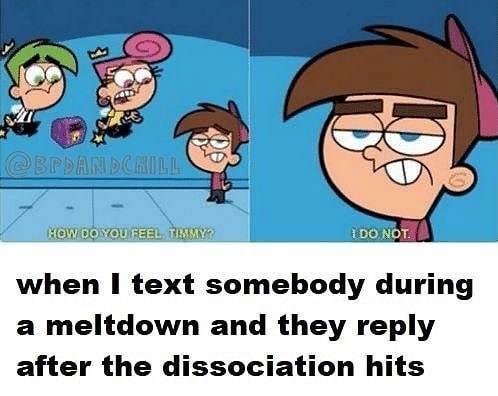 @BPDANDCHILL
HOW DO YOU FEEL, TIMMY?
I DO NOT.
when I text somebody during
a meltdown and they reply
after the dissociation hits